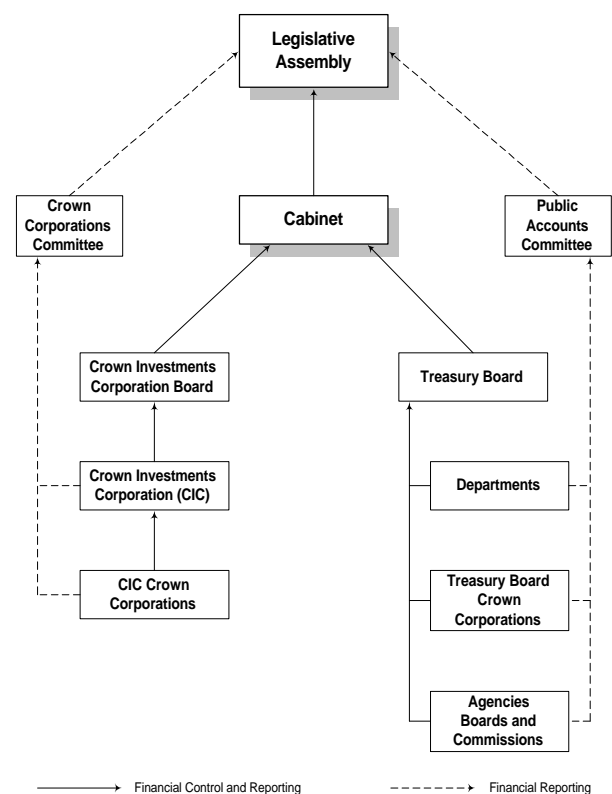 Legislative
Assembly
Crown
Corporations
Committee
Cabinet
Public
Accounts
Committee
Crown Investments
Corporation Board
Treasury Board
Crown Investments
Corporation (CIC)
Departments
CIC Crown
Corporations
Treasury Board
Crown
Corporations
Agencies
Boards and
Commissions
Financial Control and Reporting
Financial Reporting